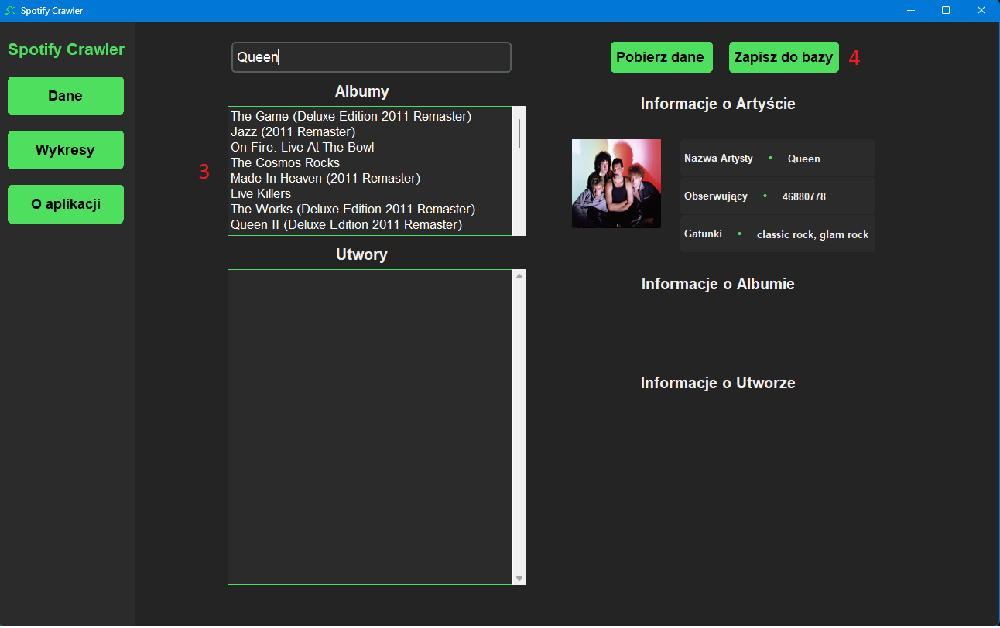 Spotify Crawler
Spotify Crawler
Dane
Wykresy
O aplikacji
Queen
Pobierz dane
Zapisz do bazy
4
Albumy
3
The Game (Deluxe Edition 2011 Remaster)
Jazz (2011 Remaster)
On Fire: Live At The Bowl
The Cosmos Rocks
Made In Heaven (2011 Remaster)
Live Killers
The Works (Deluxe Edition 2011 Remaster)
Queen II (Deluxe Edition 2011 Remaster)
Utwory
Informacje o Artyście
Nazwa Artysty • Queen
Obserwujący • 46880778
Gatunki • classic rock, glam rock
Informacje o Albumie
Informacje o Utworze